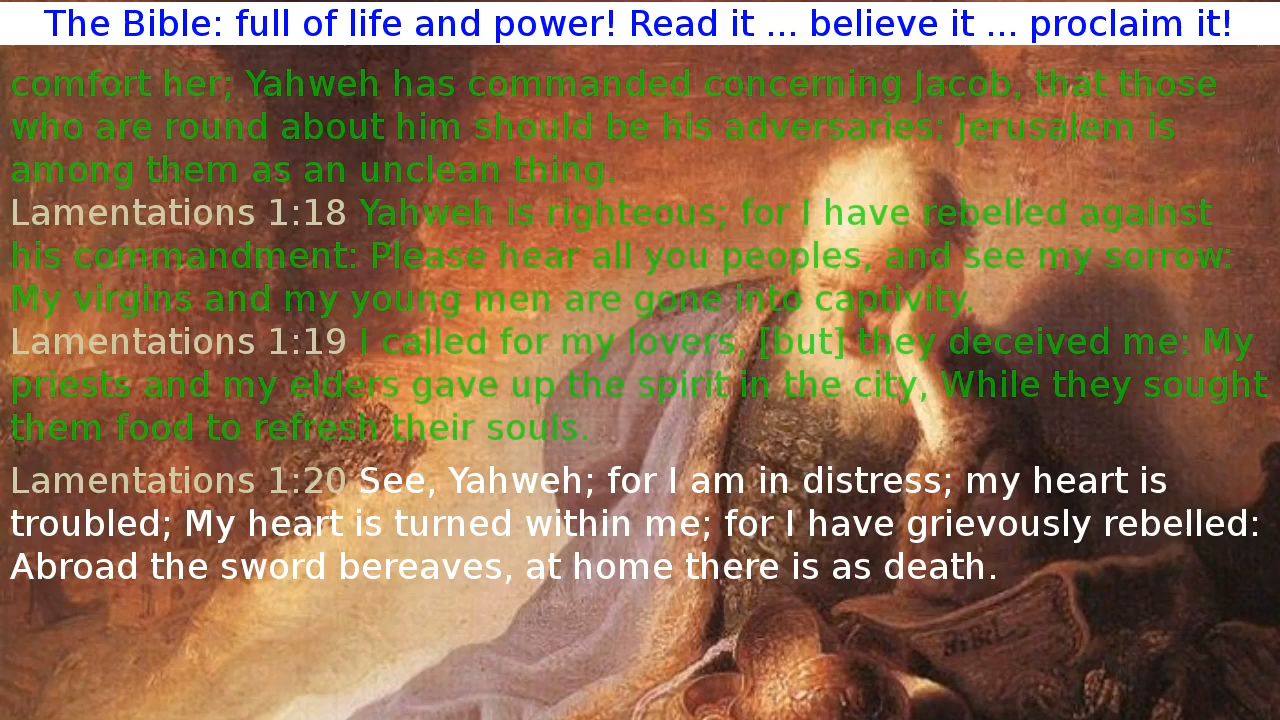 The Bible: full of life and power! Read it ... believe it ... proclaim it!
comfort her; Yahweh has commanded concerning Jacob, that those
who are round about him should be his adversaries: Jerusalem is
among them as an unclean thing.
Lamentations 1:18 Yahweh is righteous; for I have rebelled against
his commandment: Please hear all you peoples, and see my sorrow:
My virgins and my young men are gone into captivity.
Lamentations 1:19 I called for my lovers, [but] they deceived me: My
priests and my elders gave up the spirit in the city, While they sought
them food to refresh their souls.
Lamentations 1:20 See, Yahweh; for I am in distress; my heart is
troubled; My heart is turned within me; for I have grievously rebelled:
Abroad the sword bereaves, at home there is as death.
BiBeL